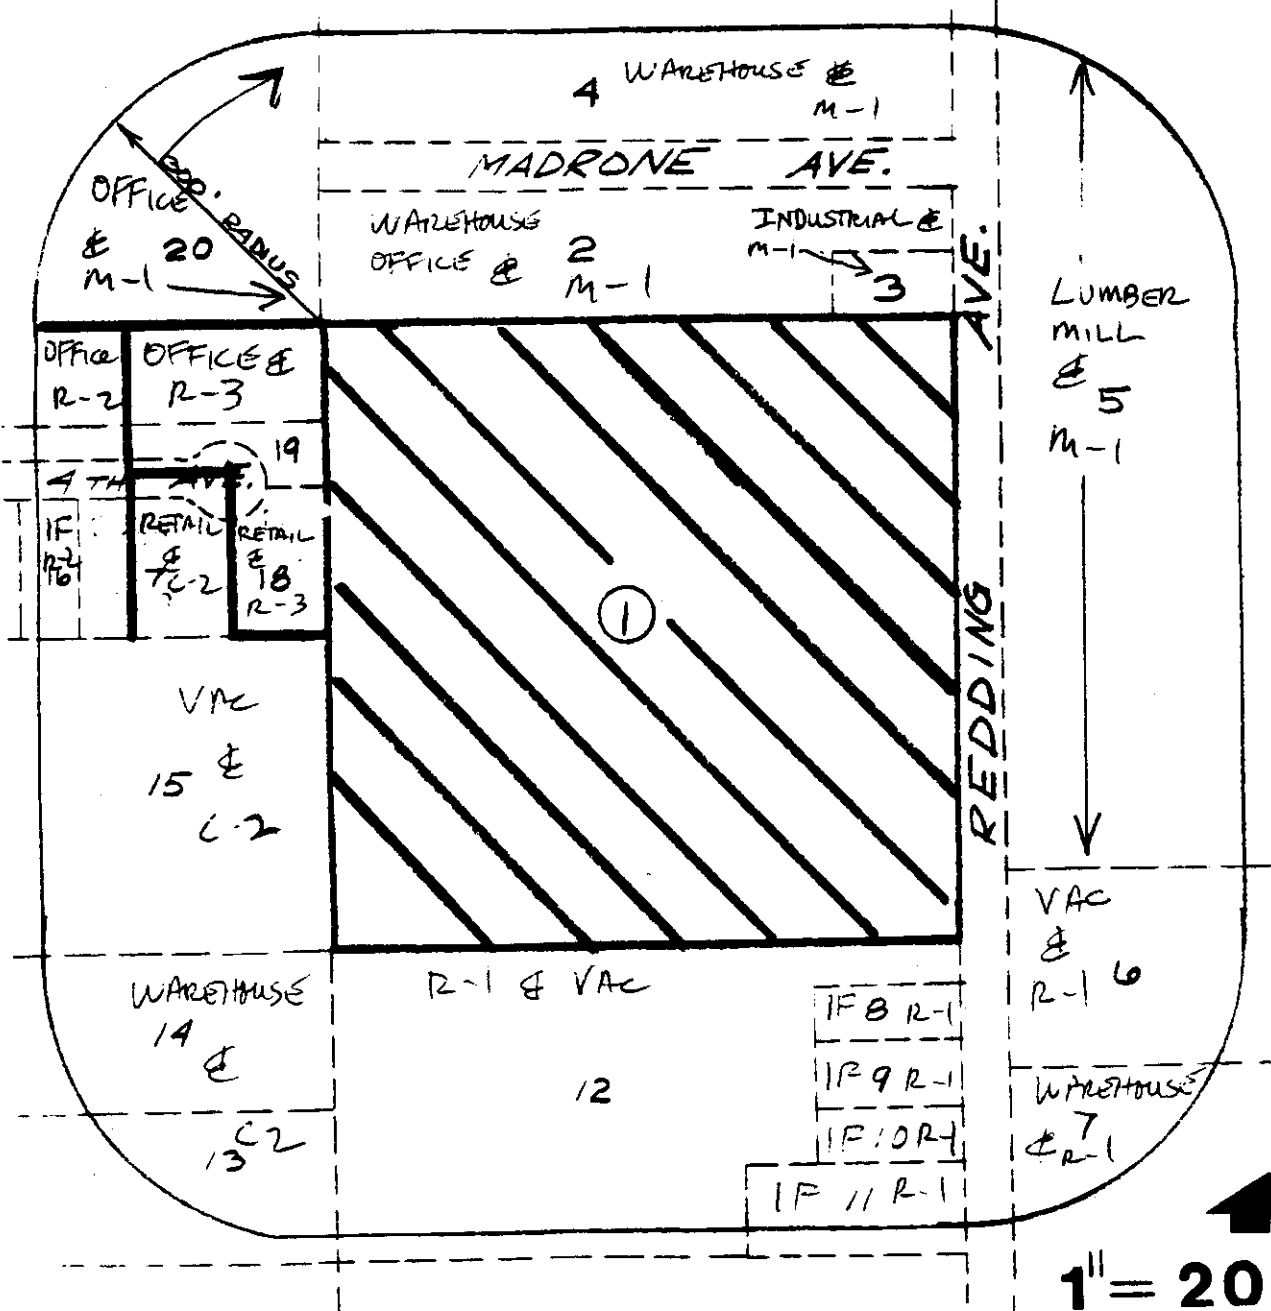 4 WAREHOUSE &
M-1
MADRONE AVE.
OFFICE
& 20
M-1
RADIUS
WAREHOUSE
OFFICE & 2
M-1
INDUSTRIAL &
M-1
3
REDDING AVE.
LUMBER
MILL
& 5
M-1
OFFICE
R-2
OFFICE &
R-3
19
4TH AVE.
1F
RETAIL
&
C-2
RETAIL
&
18
R-3
1
VAC
15 &
C-2
VAC
&
R-1 6
WAREHOUSE
14
&
13 C2
R-1 & VAC
12
1F 8 R-1
1F 9 R-1
1F 10 R-1
1F 11 R-1
WAREHOUSE
& 7
R-1
1" = 20